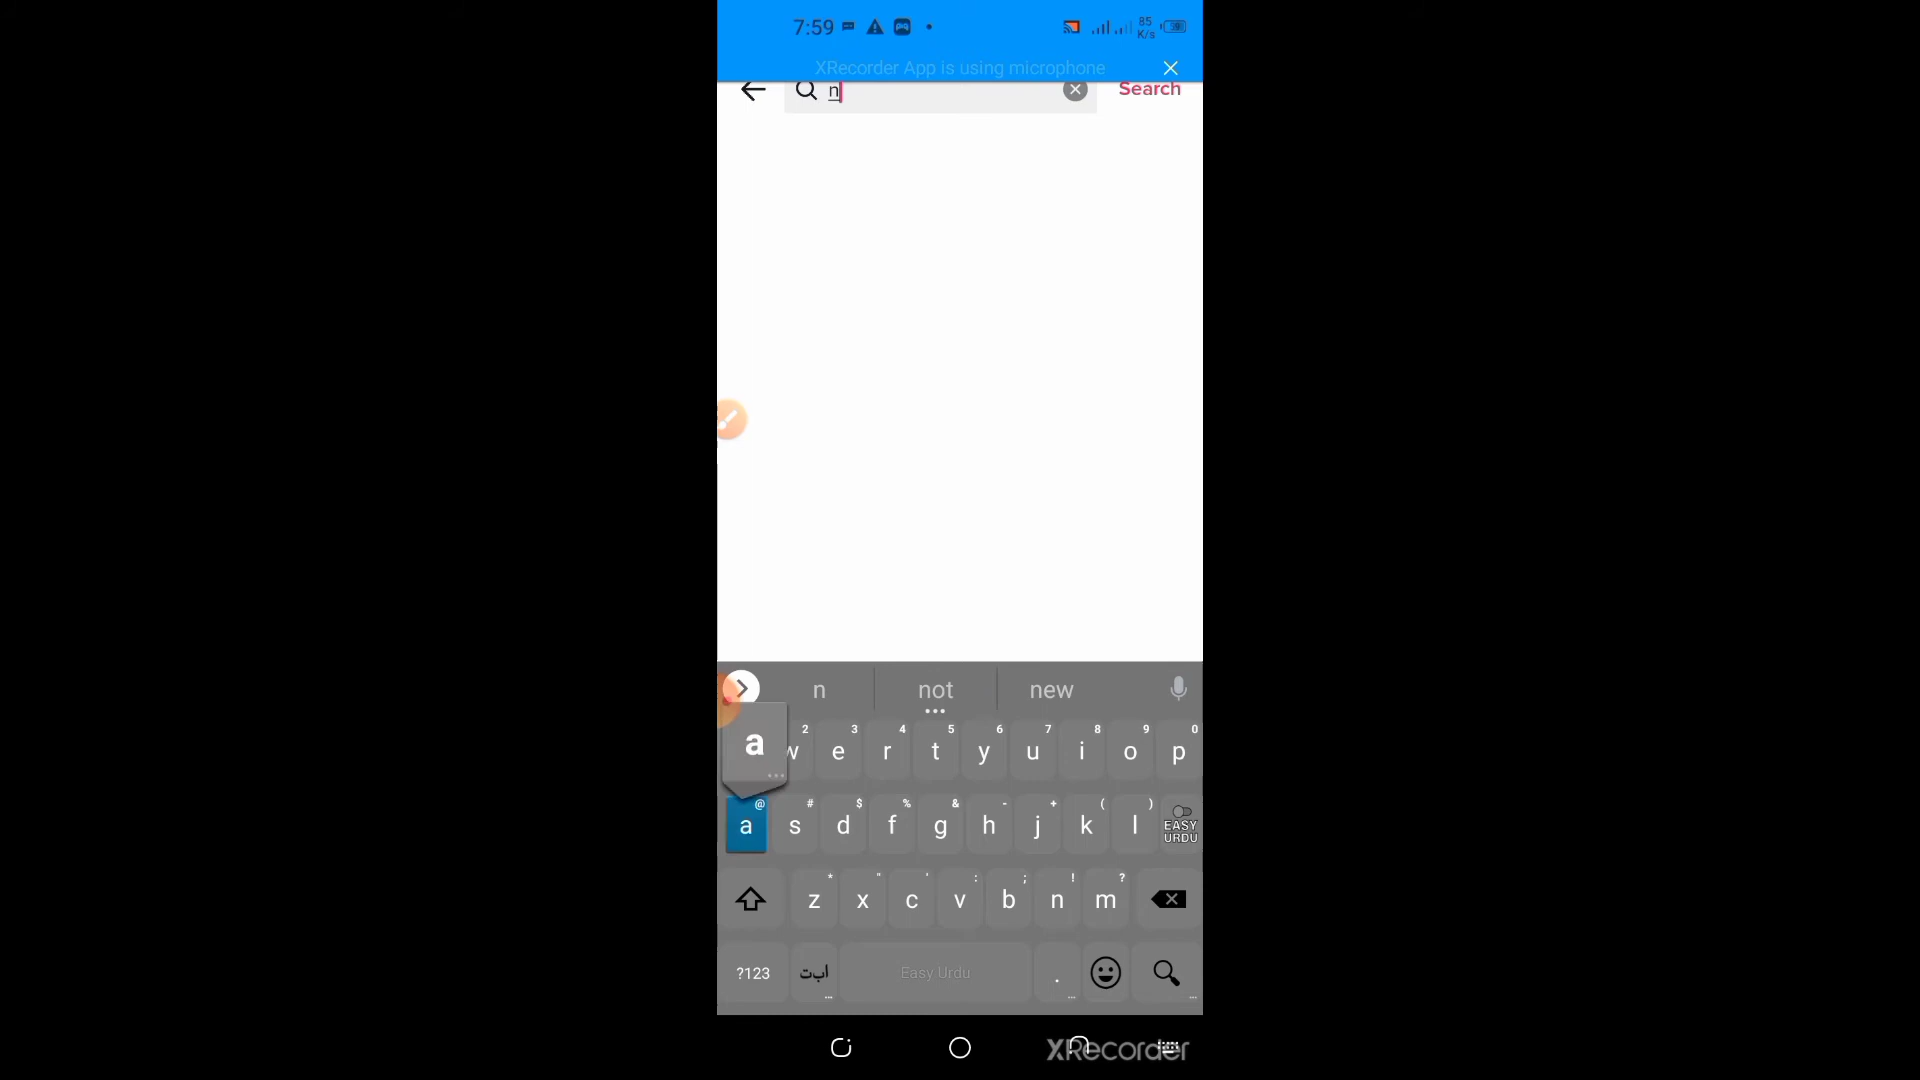 7:59 85 K/s 59
XRecorder App is using microphone
n Search
n not new
a w 2 e 3 r 4 t 5 y 6 u 7 i 8 o 9 p 0
a @ s # d $ f % g & h - j + k ( l ) EASY URDU
z * x " c ' v : b ; n ! m ?
?123 ابت Easy Urdu .
XRecorder